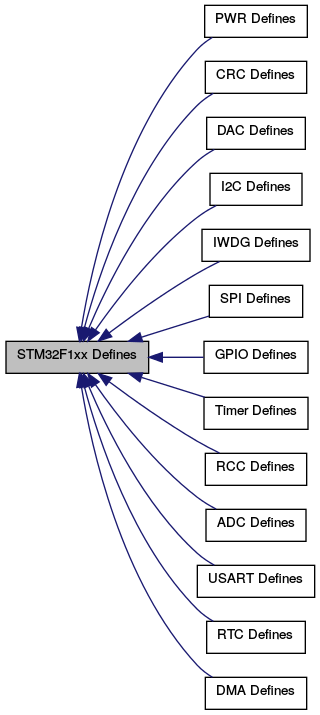 PWR Defines
CRC Defines
DAC Defines
I2C Defines
IWDG Defines
SPI Defines
STM32F1xx Defines
GPIO Defines
Timer Defines
RCC Defines
ADC Defines
USART Defines
RTC Defines
DMA Defines